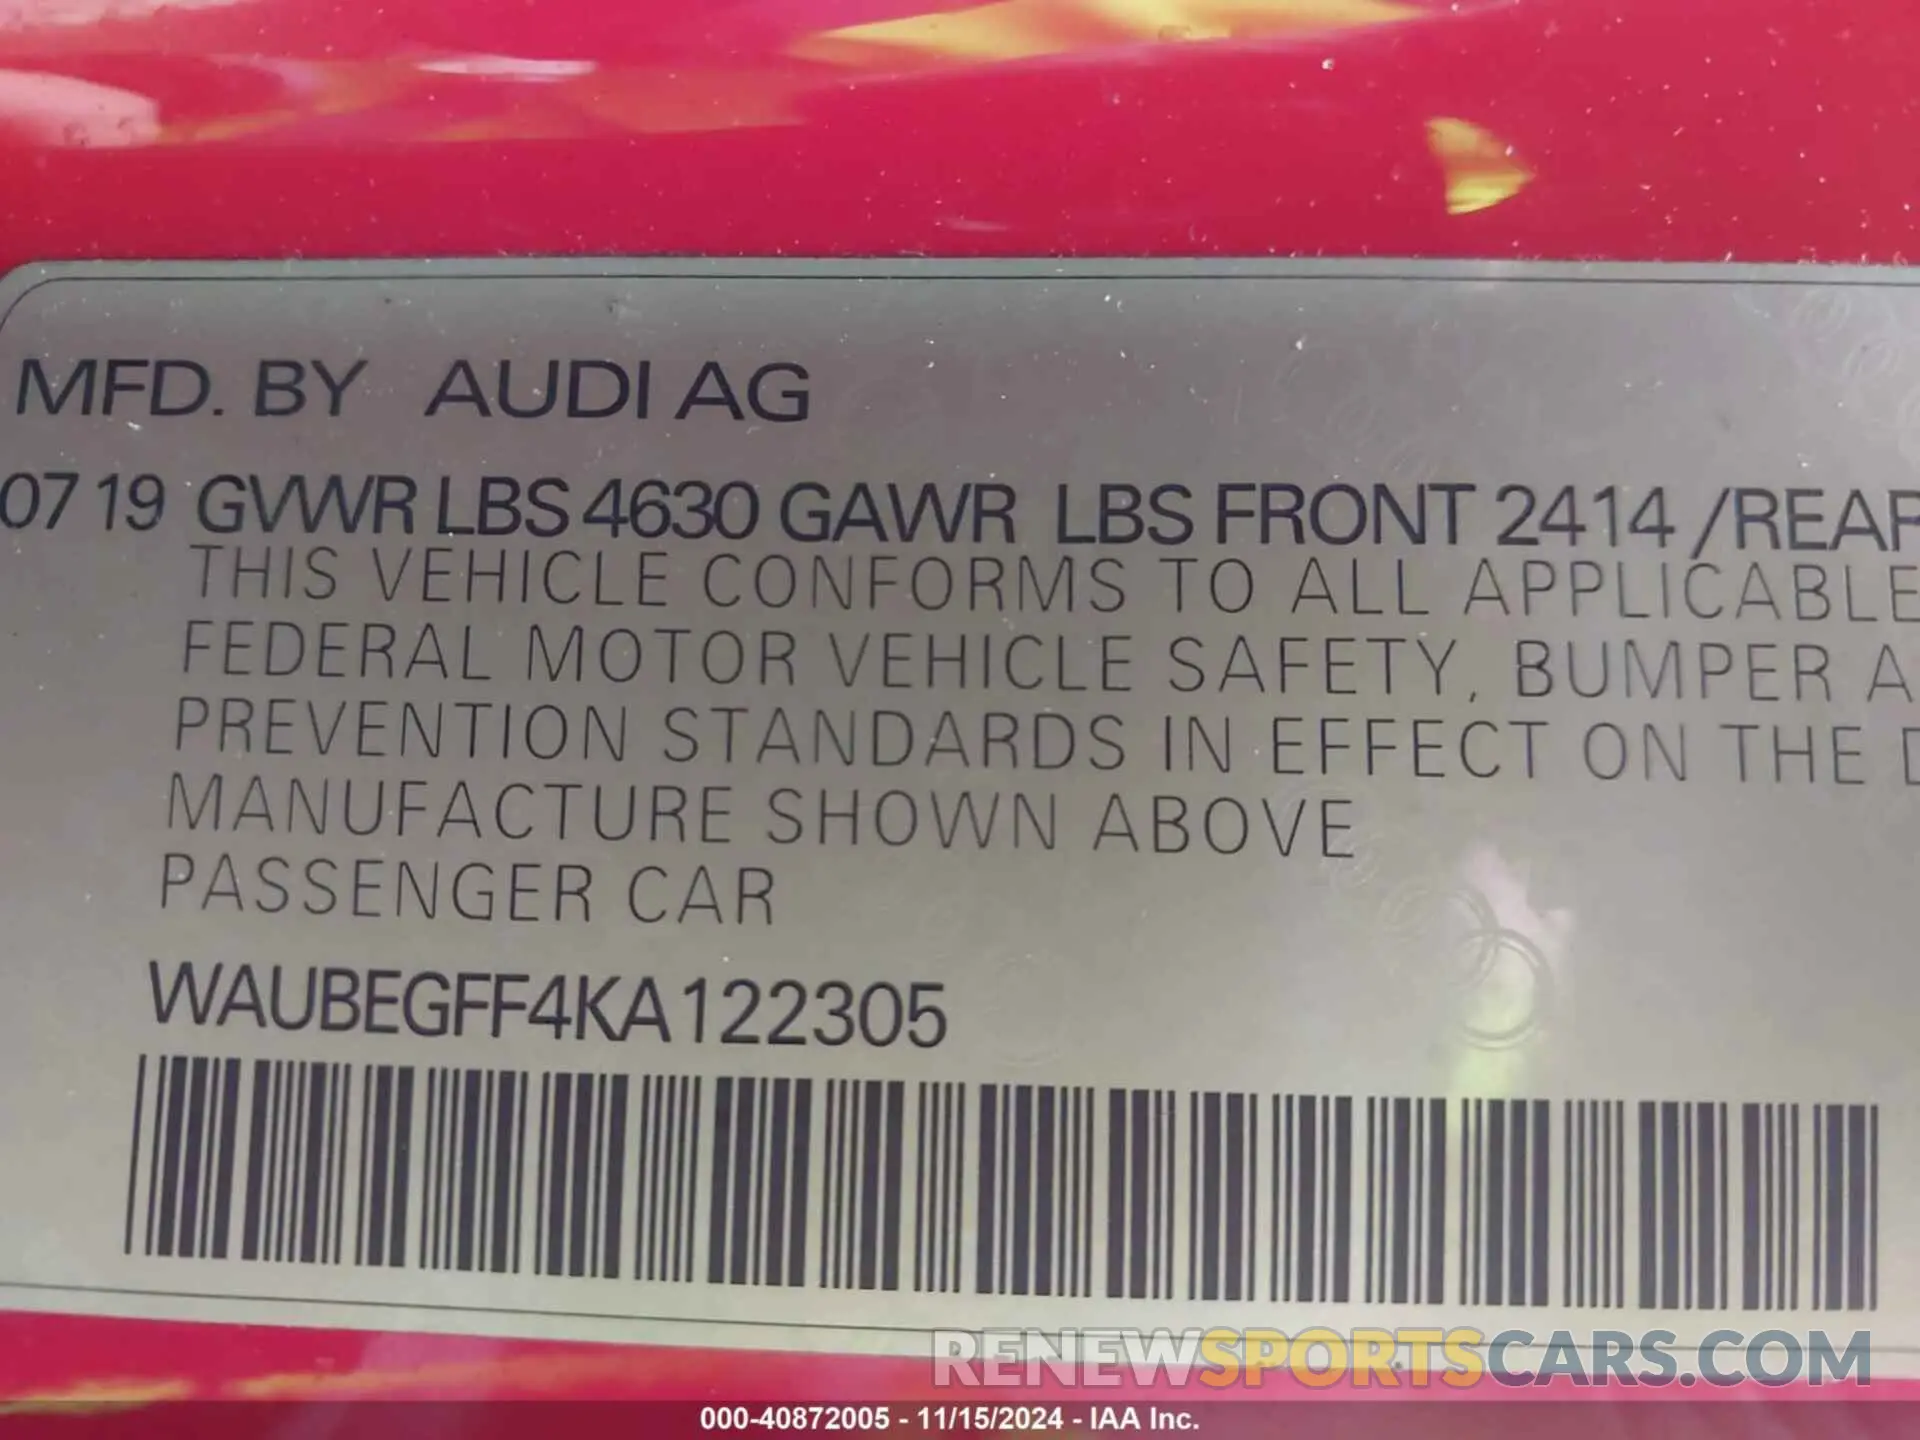 MFD. BY AUDI AG
07 19 GVWR LBS 4630 GAWR LBS FRONT 2414 /REAR
THIS VEHICLE CONFORMS TO ALL APPLICABLE
FEDERAL MOTOR VEHICLE SAFETY, BUMPER A
PREVENTION STANDARDS IN EFFECT ON THE D
MANUFACTURE SHOWN ABOVE
PASSENGER CAR
WAUBEGFF4KA122305
RENEWSPORTSCARS.COM
000-40872005 - 11/15/2024 - IAA Inc.